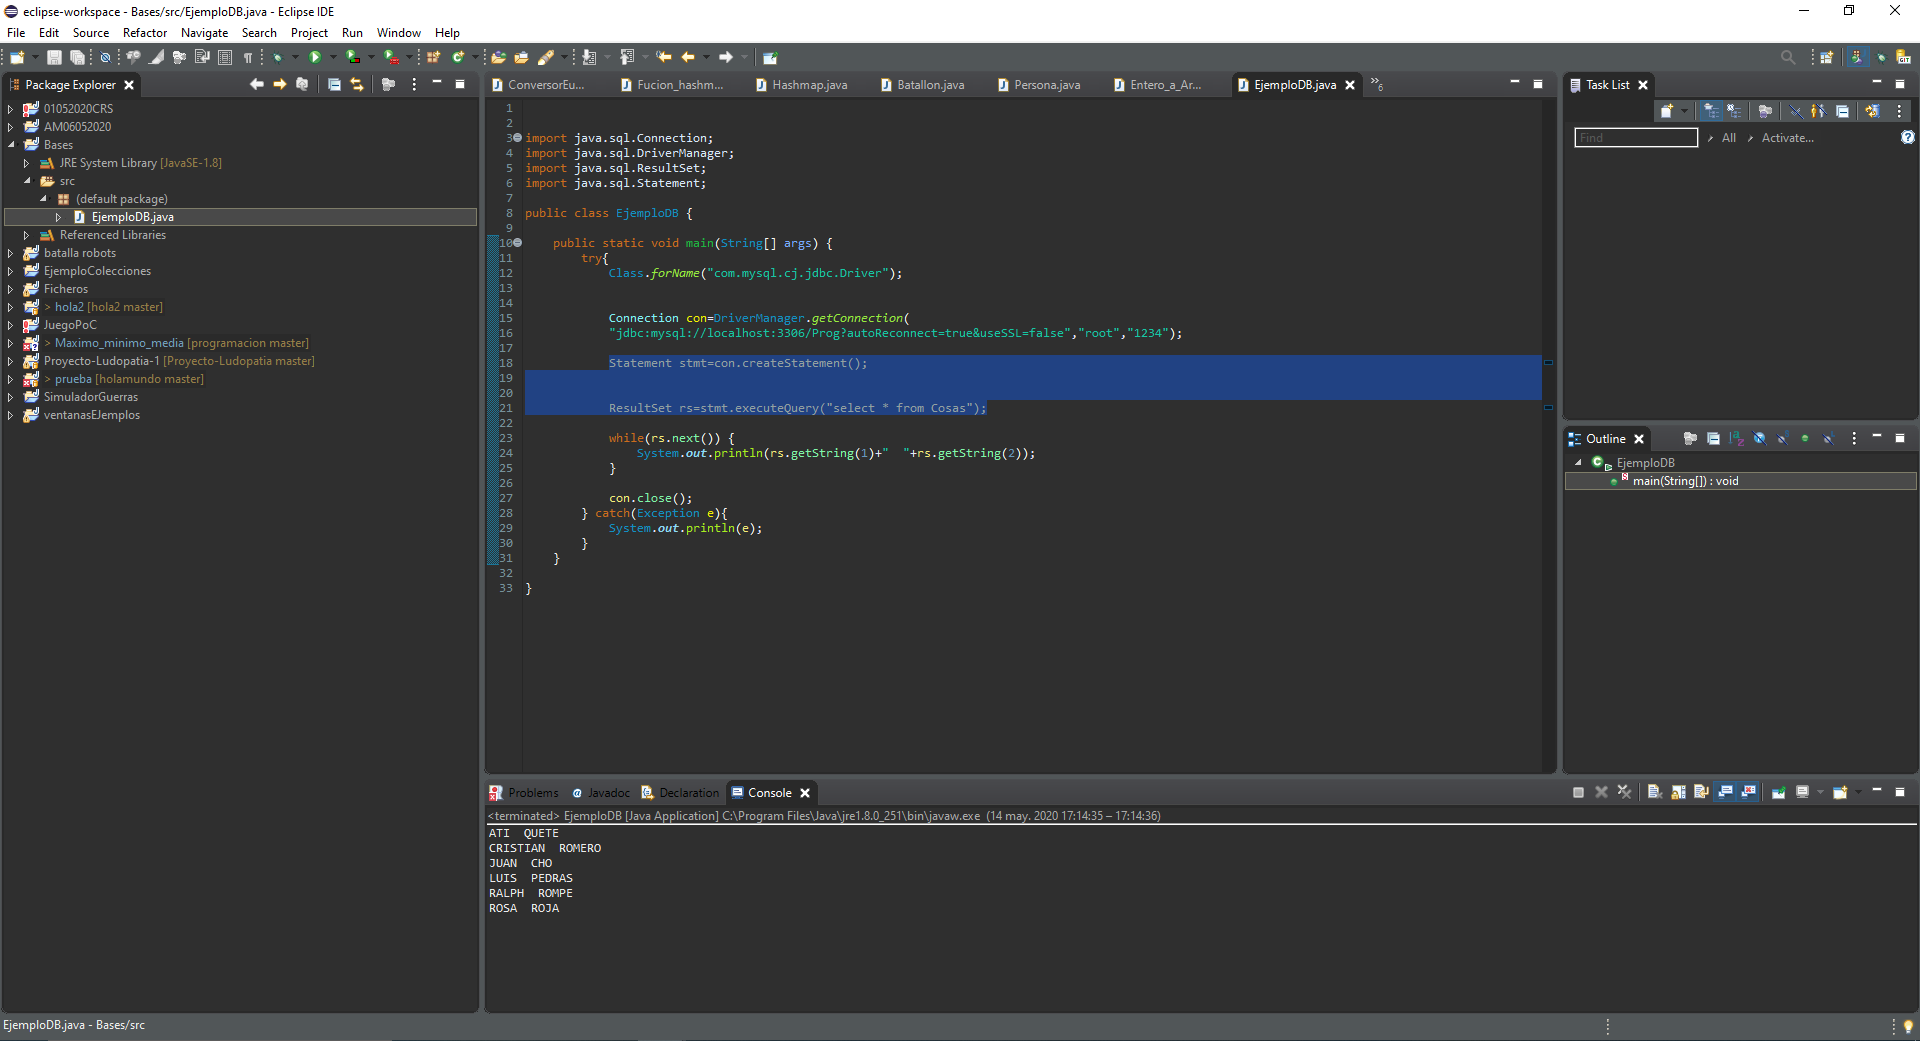 eclipse-workspace - Bases/src/EjemploDB.java - Eclipse IDE
File Edit Source Refactor Navigate Search Project Run Window Help
Package Explorer
01052020CRS
AM06052020
Bases
JRE System Library [JavaSE-1.8]
src
(default package)
EjemploDB.java
Referenced Libraries
batalla robots
EjemploColecciones
Ficheros
> hola2 [hola2 master]
JuegoPoC
> Maximo_minimo_media [programacion master]
Proyecto-Ludopatia-1 [Proyecto-Ludopatia master]
> prueba [holamundo master]
SimuladorGuerras
ventanasEJemplos
ConversorEu... Fucion_hashm... Hashmap.java Batallon.java Persona.java Entero_a_Ar... EjemploDB.java »6
1
2
3 import java.sql.Connection;
4 import java.sql.DriverManager;
5 import java.sql.ResultSet;
6 import java.sql.Statement;
7
8 public class EjemploDB {
9
10 public static void main(String[] args) {
11 try{
12 Class.forName("com.mysql.cj.jdbc.Driver");
13
14
15 Connection con=DriverManager.getConnection(
16 "jdbc:mysql://localhost:3306/Prog?autoReconnect=true&useSSL=false","root","1234");
17
18 Statement stmt=con.createStatement();
19
20
21 ResultSet rs=stmt.executeQuery("select * from Cosas");
22
23 while(rs.next()) {
24 System.out.println(rs.getString(1)+"  "+rs.getString(2));
25 }
26
27 con.close();
28 } catch(Exception e){
29 System.out.println(e);
30 }
31 }
32
33 }
Task List
Find All Activate...
Outline
EjemploDB
main(String[]) : void
Problems Javadoc Declaration Console
<terminated> EjemploDB [Java Application] C:\Program Files\Java\jre1.8.0_251\bin\javaw.exe (14 may. 2020 17:14:35 – 17:14:36)
ATI  QUETE
CRISTIAN  ROMERO
JUAN  CHO
LUIS  PEDRAS
RALPH  ROMPE
ROSA  ROJA
EjemploDB.java - Bases/src